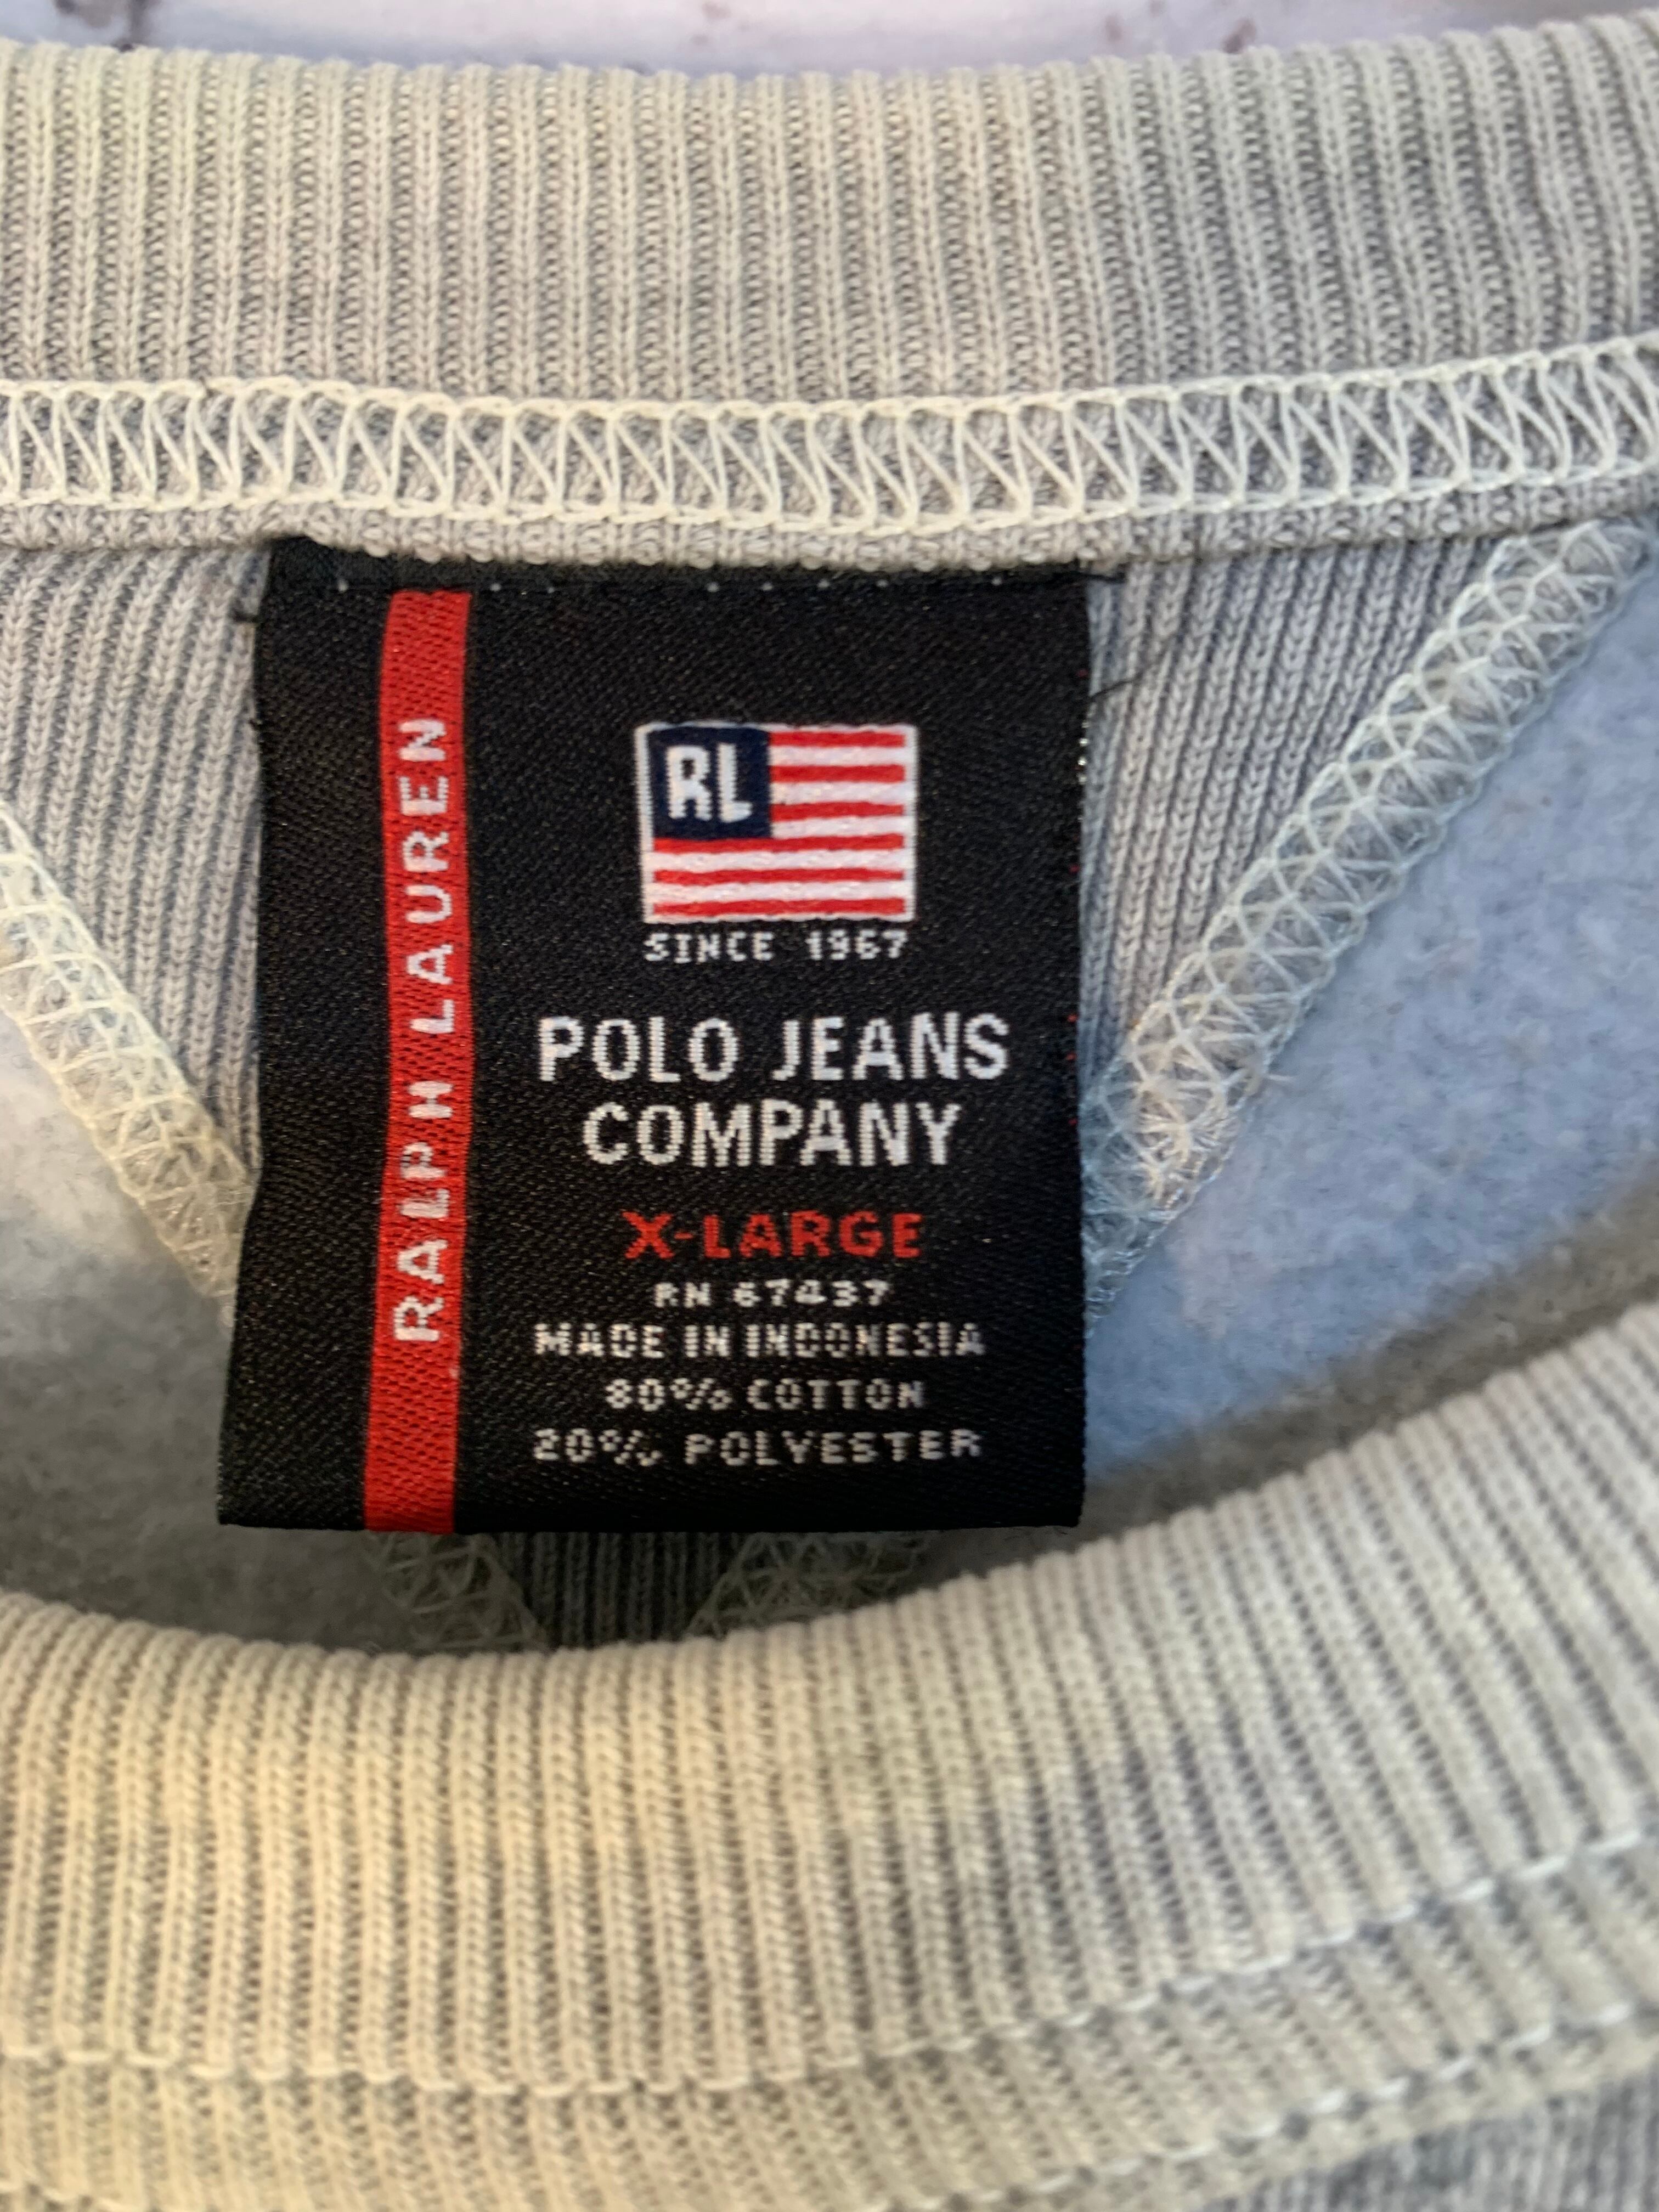 RALPH LAUREN
RL
SINCE 1967
POLO JEANS
COMPANY
X-LARGE
RN 67437
MADE IN INDONESIA
80% COTTON
20% POLYESTER